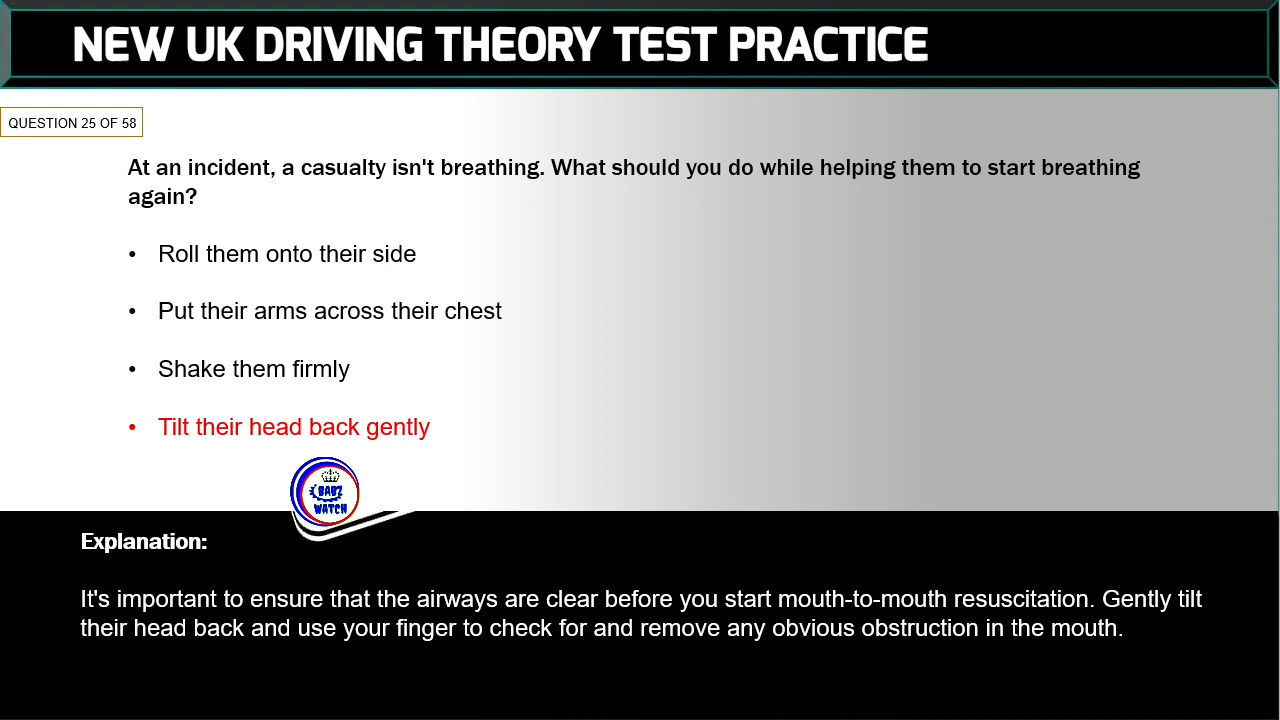 NEW UK DRIVING THEORY TEST PRACTICE
QUESTION 25 OF 58
At an incident, a casualty isn't breathing. What should you do while helping them to start breathing
again?
• Roll them onto their side
• Put their arms across their chest
• Shake them firmly
• Tilt their head back gently
BABZ
WATCH
Explanation:
It's important to ensure that the airways are clear before you start mouth-to-mouth resuscitation. Gently tilt
their head back and use your finger to check for and remove any obvious obstruction in the mouth.